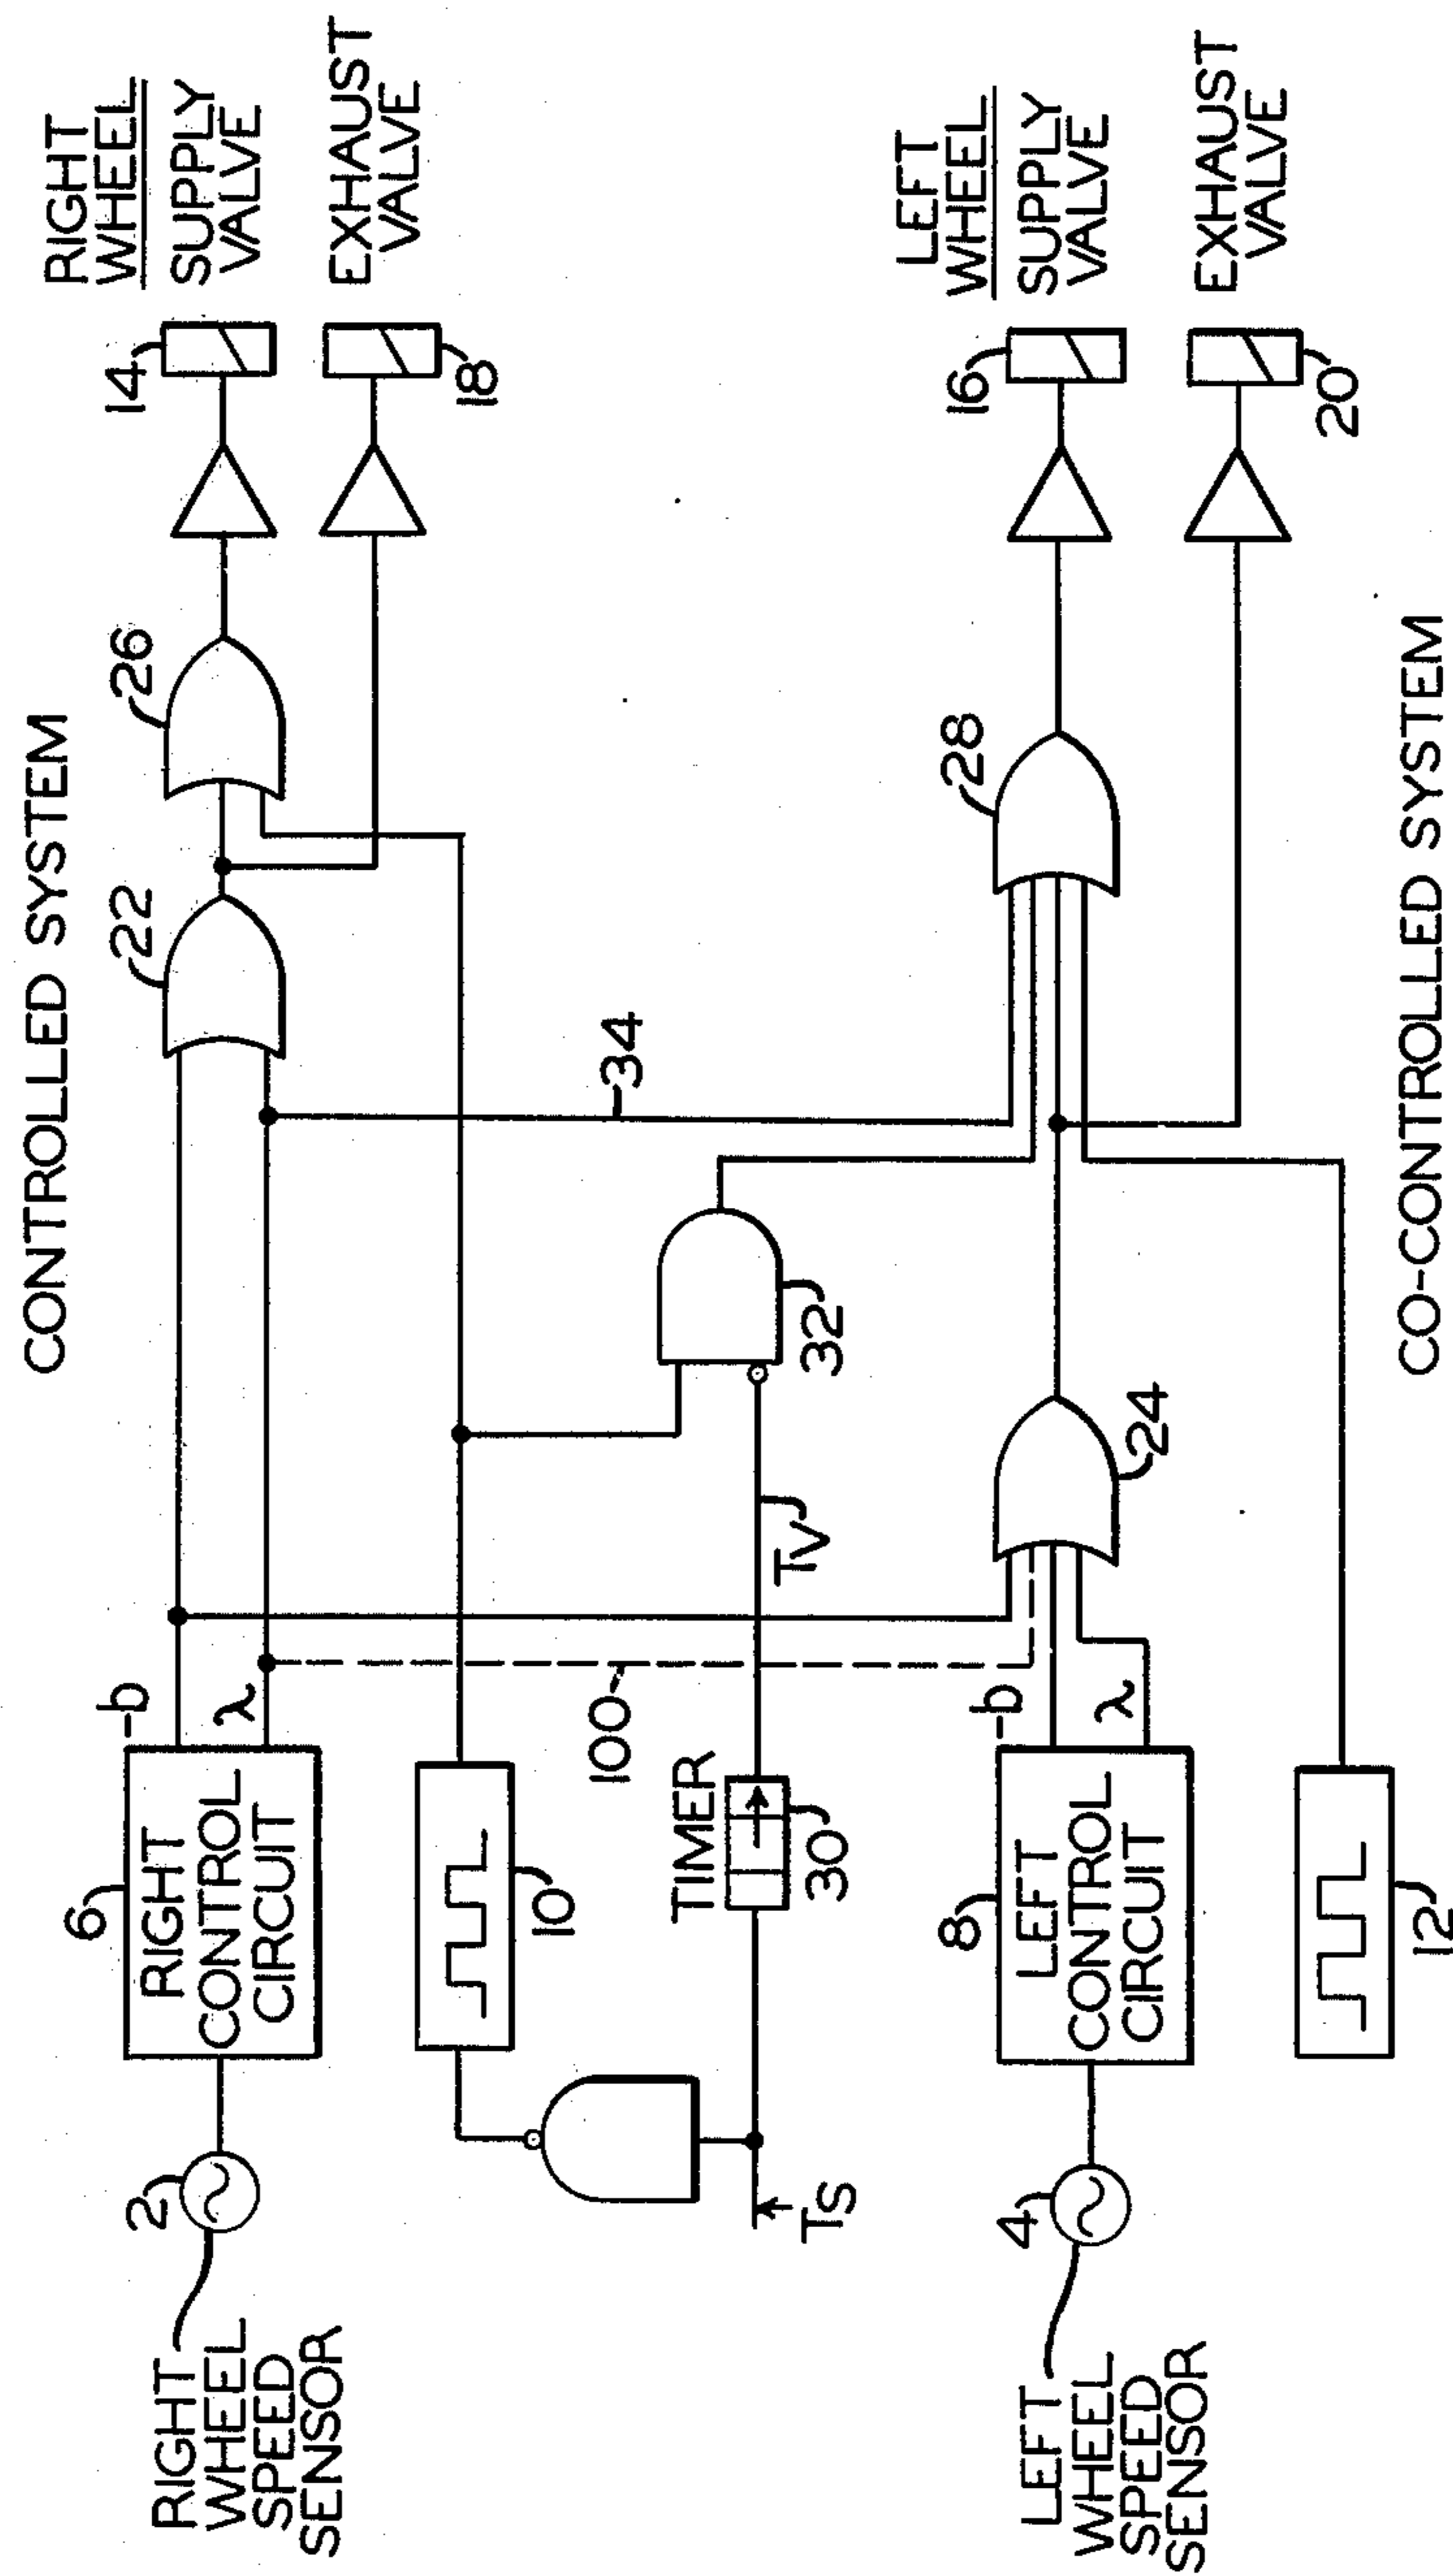 CONTROLLED SYSTEM
RIGHT
WHEEL
SPEED
SENSOR
2
6
RIGHT
CONTROL
CIRCUIT
-b
λ
22
26
14
RIGHT
WHEEL
SUPPLY
VALVE
18
EXHAUST
VALVE
10
34
100
TIMER
30
TS
TV
32
LEFT
WHEEL
SPEED
SENSOR
4
8
LEFT
CONTROL
CIRCUIT
-b
λ
24
28
16
LEFT
WHEEL
SUPPLY
VALVE
20
EXHAUST
VALVE
12
CO-CONTROLLED SYSTEM